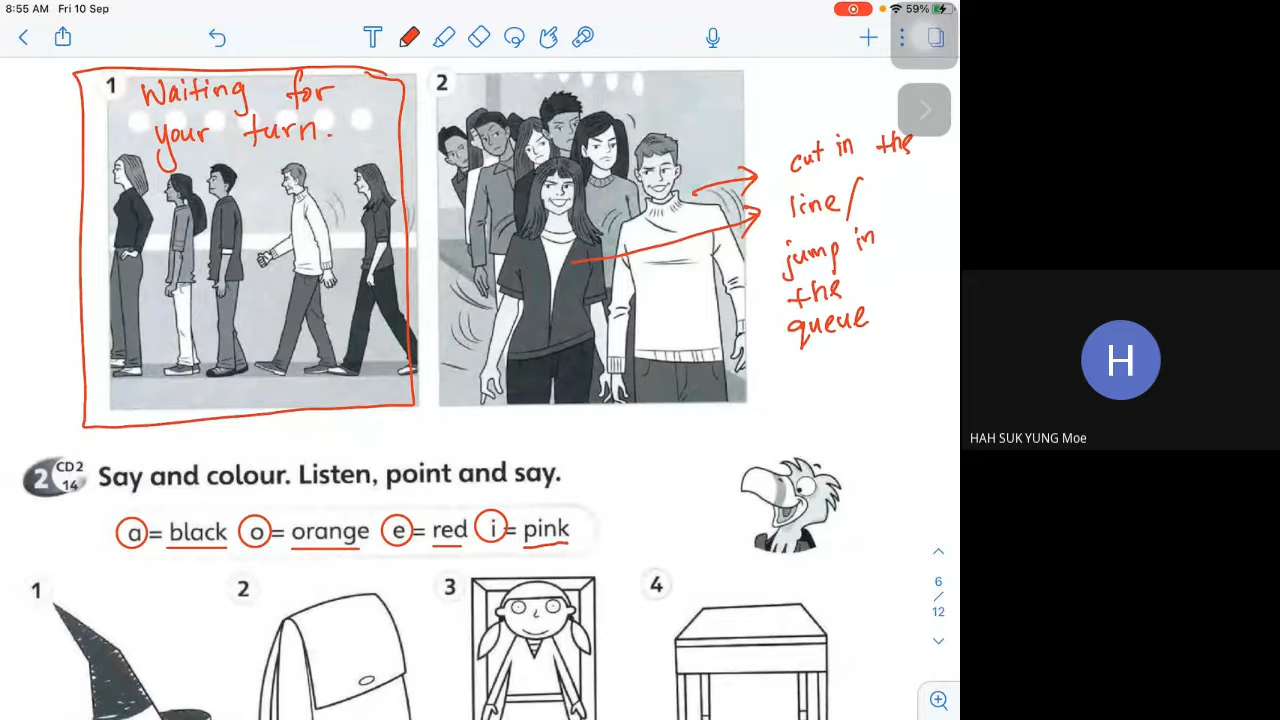 8:55 AM Fri 10 Sep
59%
1
Waiting for
your turn.
2
cut in the
line/
jump in
the
queue
2 CD2
14
Say and colour. Listen, point and say.
a = black o = orange e = red i = pink
1
2
3
4
6
/
12
H
HAH SUK YUNG Moe